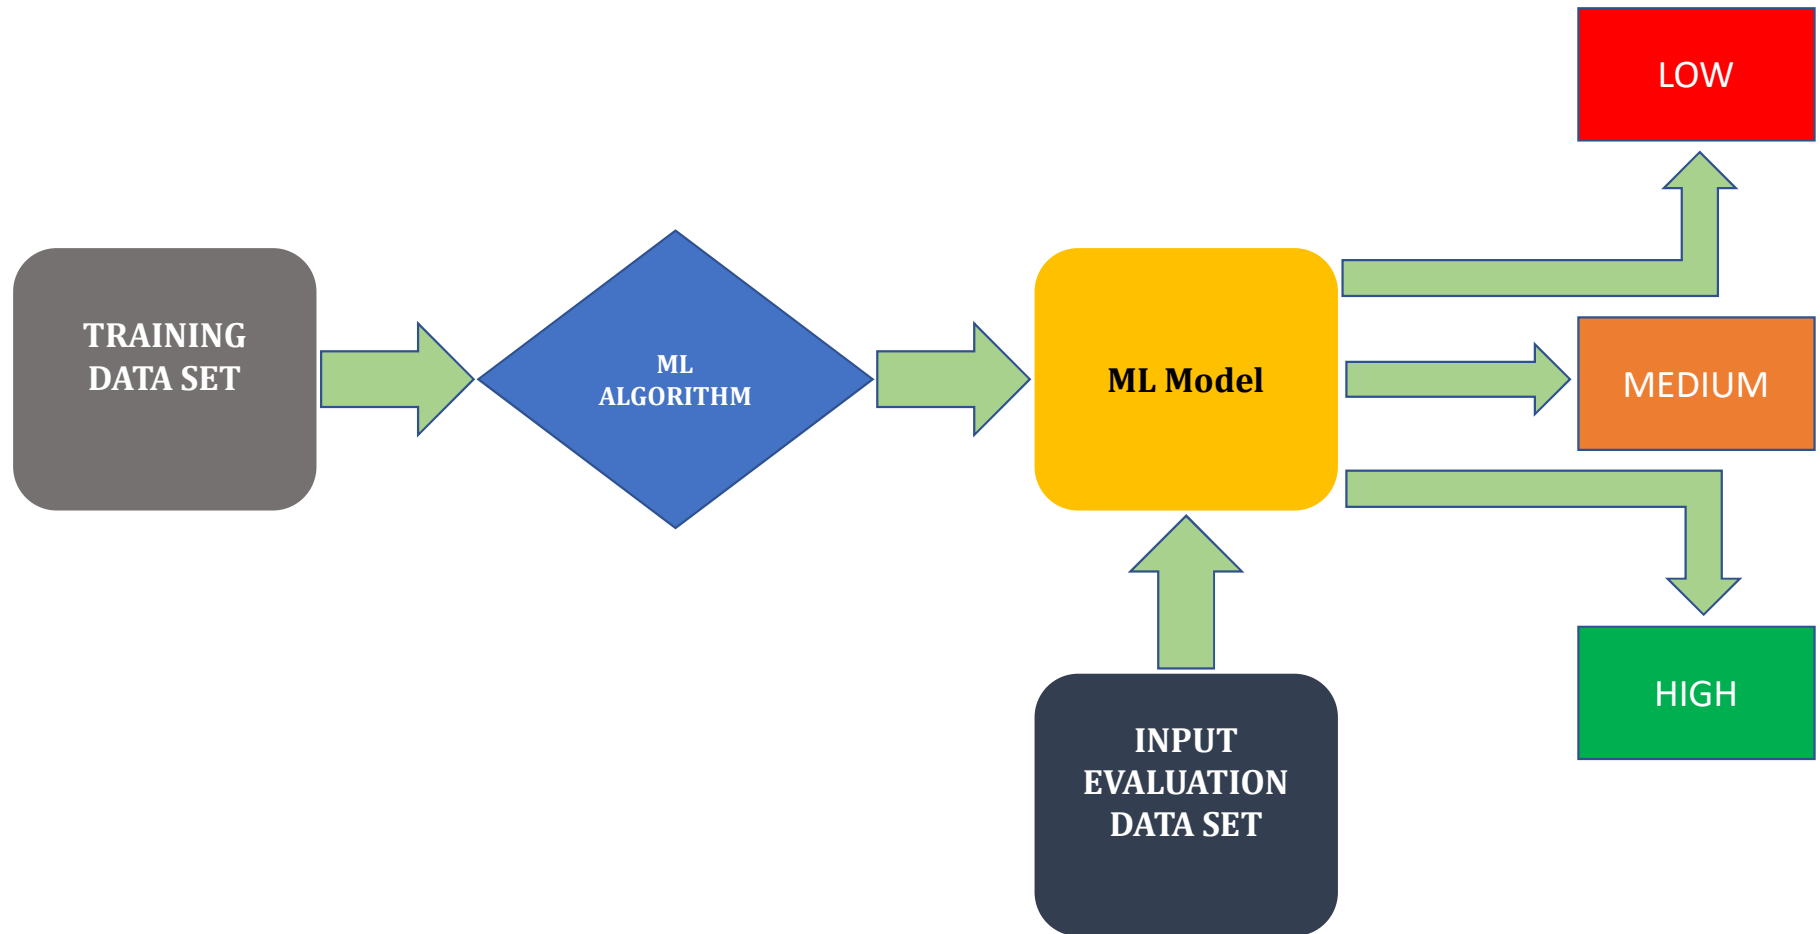 LOW
TRAINING
DATA SET
ML
ALGORITHM
ML Model
MEDIUM
HIGH
INPUT
EVALUATION
DATA SET